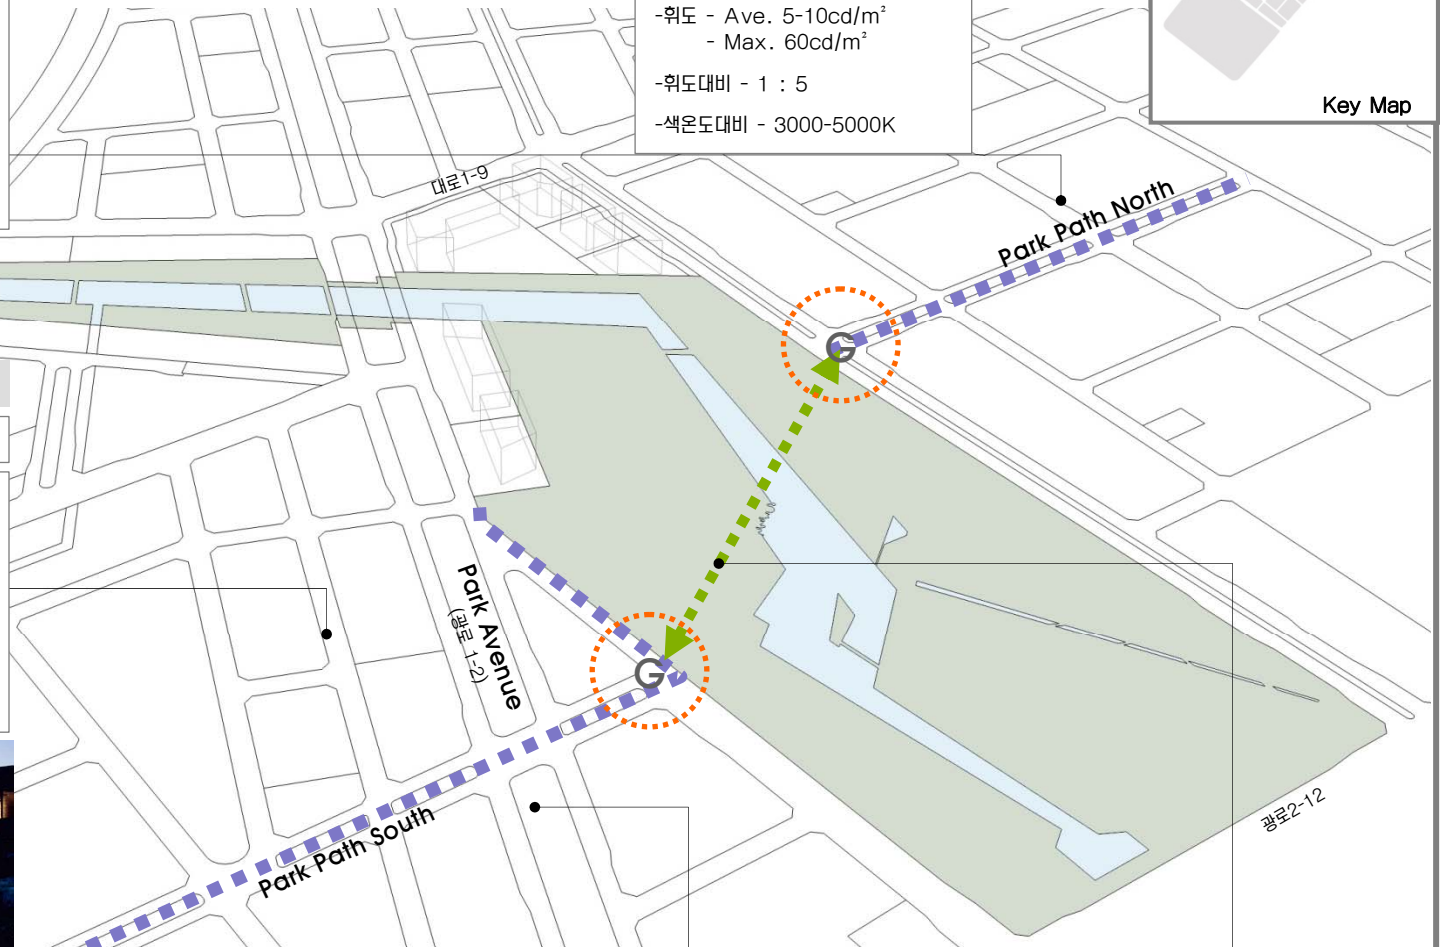 -휘도 - Ave. 5-10cd/m²
- Max. 60cd/m²
-휘도대비 - 1 : 5
-색온도대비 - 3000-5000K
Key Map
대로1-9
Park Path North
G
Park Avenue
(광로 1-2)
G
Park Path South
광로2-12